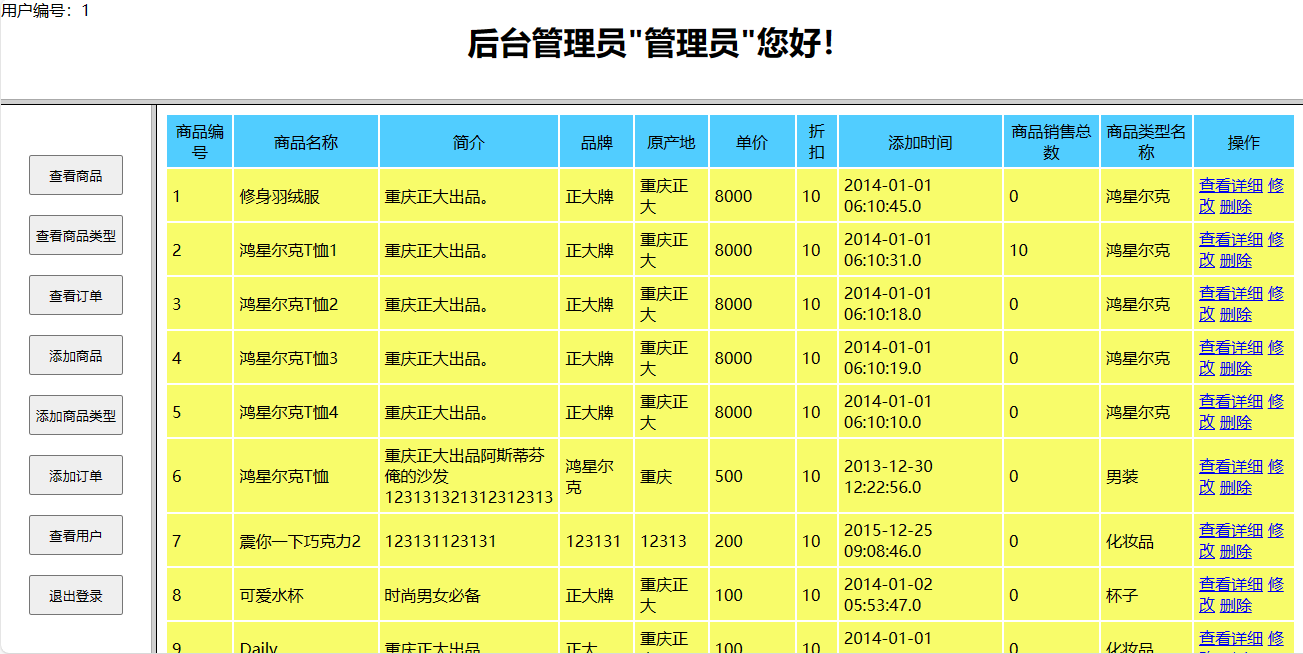 用户编号：1
后台管理员"管理员"您好！
查看商品
查看商品类型
查看订单
添加商品
添加商品类型
添加订单
查看用户
退出登录
商品编号 商品名称 简介 品牌 原产地 单价 折扣 添加时间 商品销售总数 商品类型名称 操作
1 修身羽绒服 重庆正大出品。 正大牌 重庆正大 8000 10 2014-01-01 06:10:45.0 0 鸿星尔克 查看详细 修改 删除
2 鸿星尔克T恤1 重庆正大出品。 正大牌 重庆正大 8000 10 2014-01-01 06:10:31.0 10 鸿星尔克 查看详细 修改 删除
3 鸿星尔克T恤2 重庆正大出品。 正大牌 重庆正大 8000 10 2014-01-01 06:10:18.0 0 鸿星尔克 查看详细 修改 删除
4 鸿星尔克T恤3 重庆正大出品。 正大牌 重庆正大 8000 10 2014-01-01 06:10:19.0 0 鸿星尔克 查看详细 修改 删除
5 鸿星尔克T恤4 重庆正大出品。 正大牌 重庆正大 8000 10 2014-01-01 06:10:10.0 0 鸿星尔克 查看详细 修改 删除
6 鸿星尔克T恤 重庆正大出品阿斯蒂芬俺的沙发123131321312312313 鸿星尔克 重庆 500 10 2013-12-30 12:22:56.0 0 男装 查看详细 修改 删除
7 震你一下巧克力2 123131123131 123131 12313 200 10 2015-12-25 09:08:46.0 0 化妆品 查看详细 修改 删除
8 可爱水杯 时尚男女必备 正大牌 重庆正大 100 10 2014-01-02 05:53:47.0 0 杯子 查看详细 修改 删除
9 Daily 重庆正大出品 正大 重庆正 100 10 2014-01-01 0 化妆品 查看详细 修